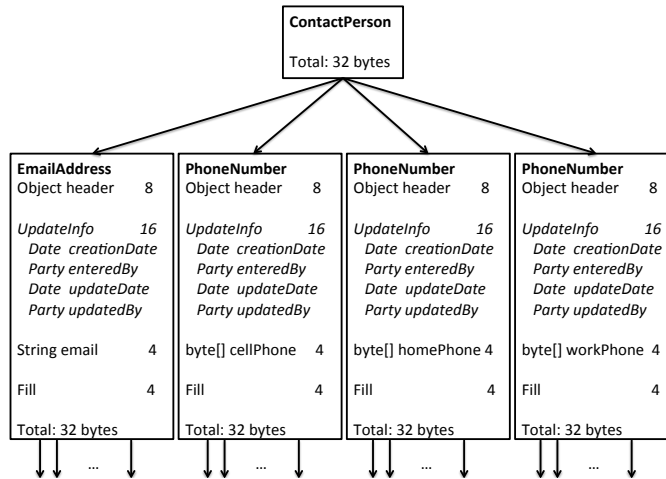 ContactPerson
Total: 32 bytes
EmailAddress
Object header 8
UpdateInfo 16
Date creationDate
Party enteredBy
Date updateDate
Party updatedBy
String email 4
Fill 4
Total: 32 bytes
...
PhoneNumber
Object header 8
UpdateInfo 16
Date creationDate
Party enteredBy
Date updateDate
Party updatedBy
byte[] cellPhone 4
Fill 4
Total: 32 bytes
...
PhoneNumber
Object header 8
UpdateInfo 16
Date creationDate
Party enteredBy
Date updateDate
Party updatedBy
byte[] homePhone 4
Fill 4
Total: 32 bytes
...
PhoneNumber
Object header 8
UpdateInfo 16
Date creationDate
Party enteredBy
Date updateDate
Party updatedBy
byte[] workPhone 4
Fill 4
Total: 32 bytes
...